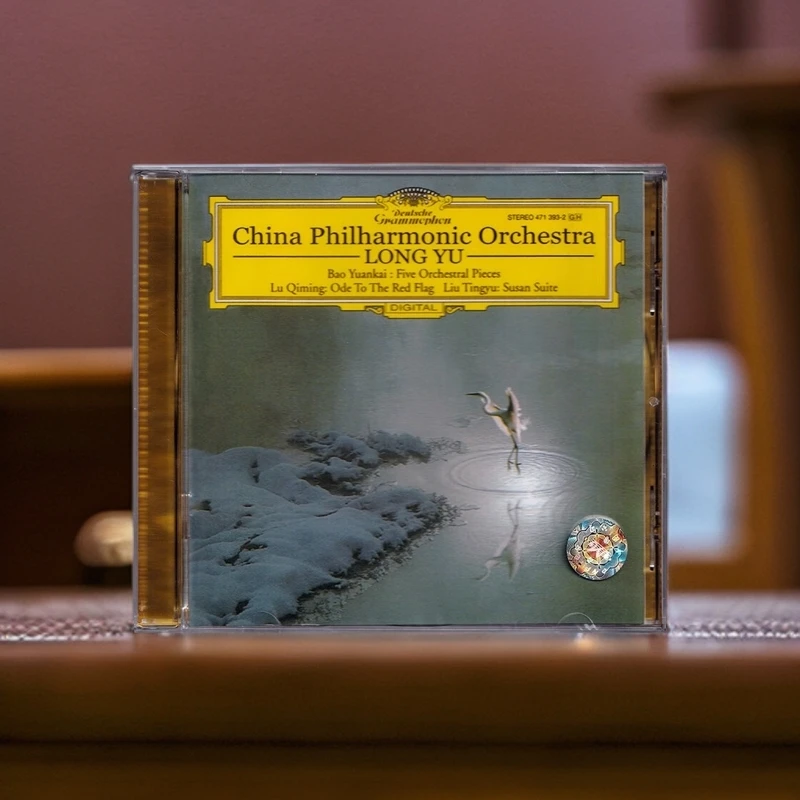 Deutsche
Grammophon
STEREO 471 393-2 GH
China Philharmonic Orchestra
LONG YU
Bao Yuankai : Five Orchestral Pieces
Lu Qiming: Ode To The Red Flag Liu Tingyu: Susan Suite
DIGITAL